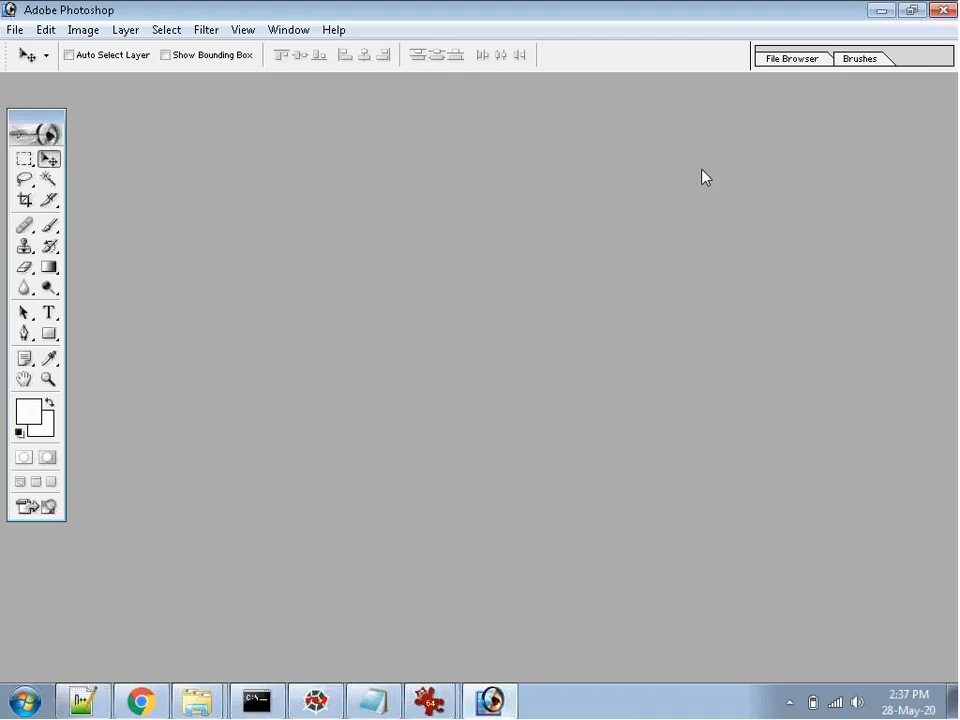 Adobe Photoshop
File Edit Image Layer Select Filter View Window Help
Auto Select Layer Show Bounding Box File Browser Brushes
T
C:\_
64
2:37 PM
28-May-20